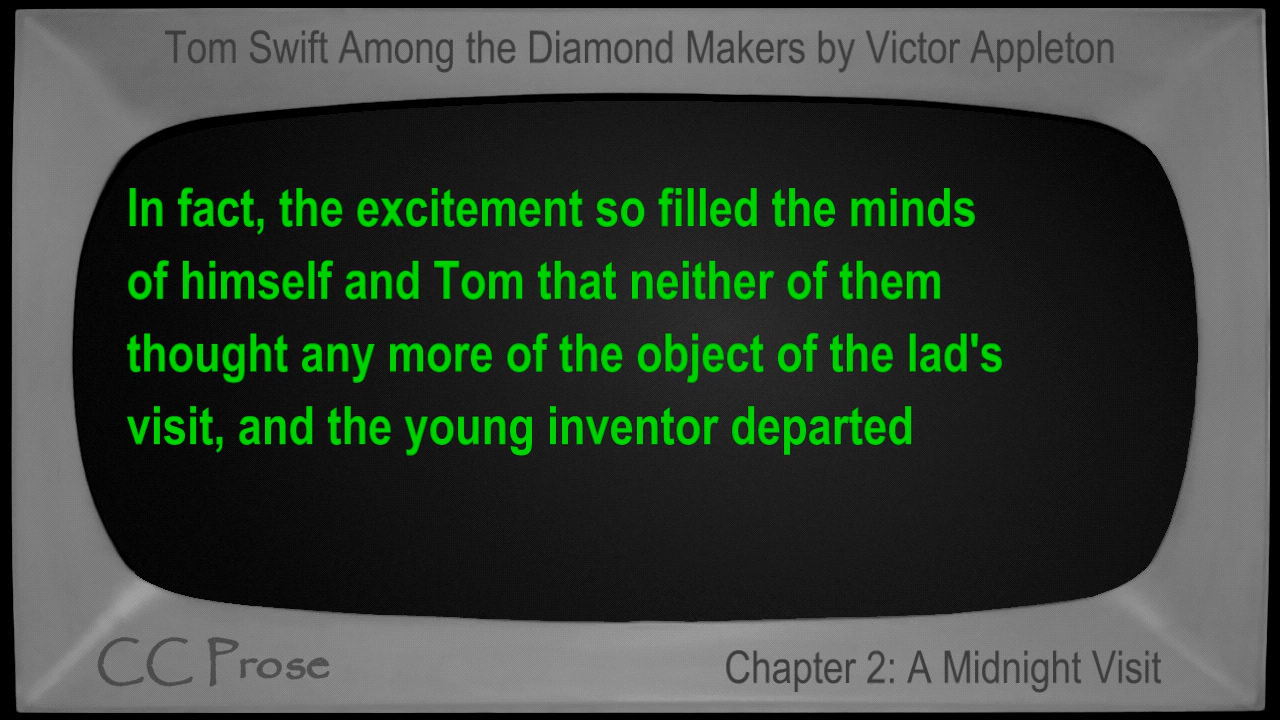 Tom Swift Among the Diamond Makers by Victor Appleton
In fact, the excitement so filled the minds
of himself and Tom that neither of them
thought any more of the object of the lad's
visit, and the young inventor departed
CC Prose
Chapter 2: A Midnight Visit